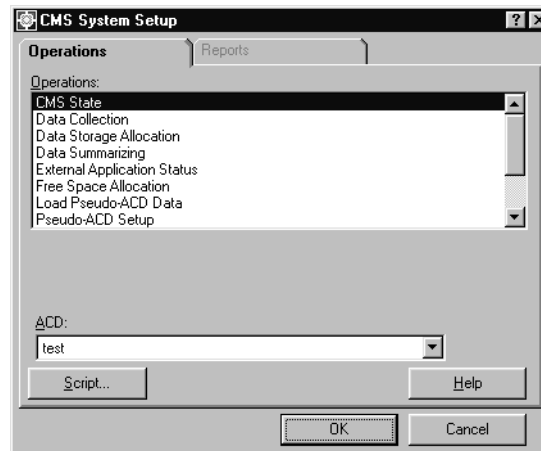 CMS System Setup
Operations
Reports
Operations:
CMS State
Data Collection
Data Storage Allocation
Data Summarizing
External Application Status
Free Space Allocation
Load Pseudo-ACD Data
Pseudo-ACD Setup
ACD:
test
Script...
Help
OK
Cancel